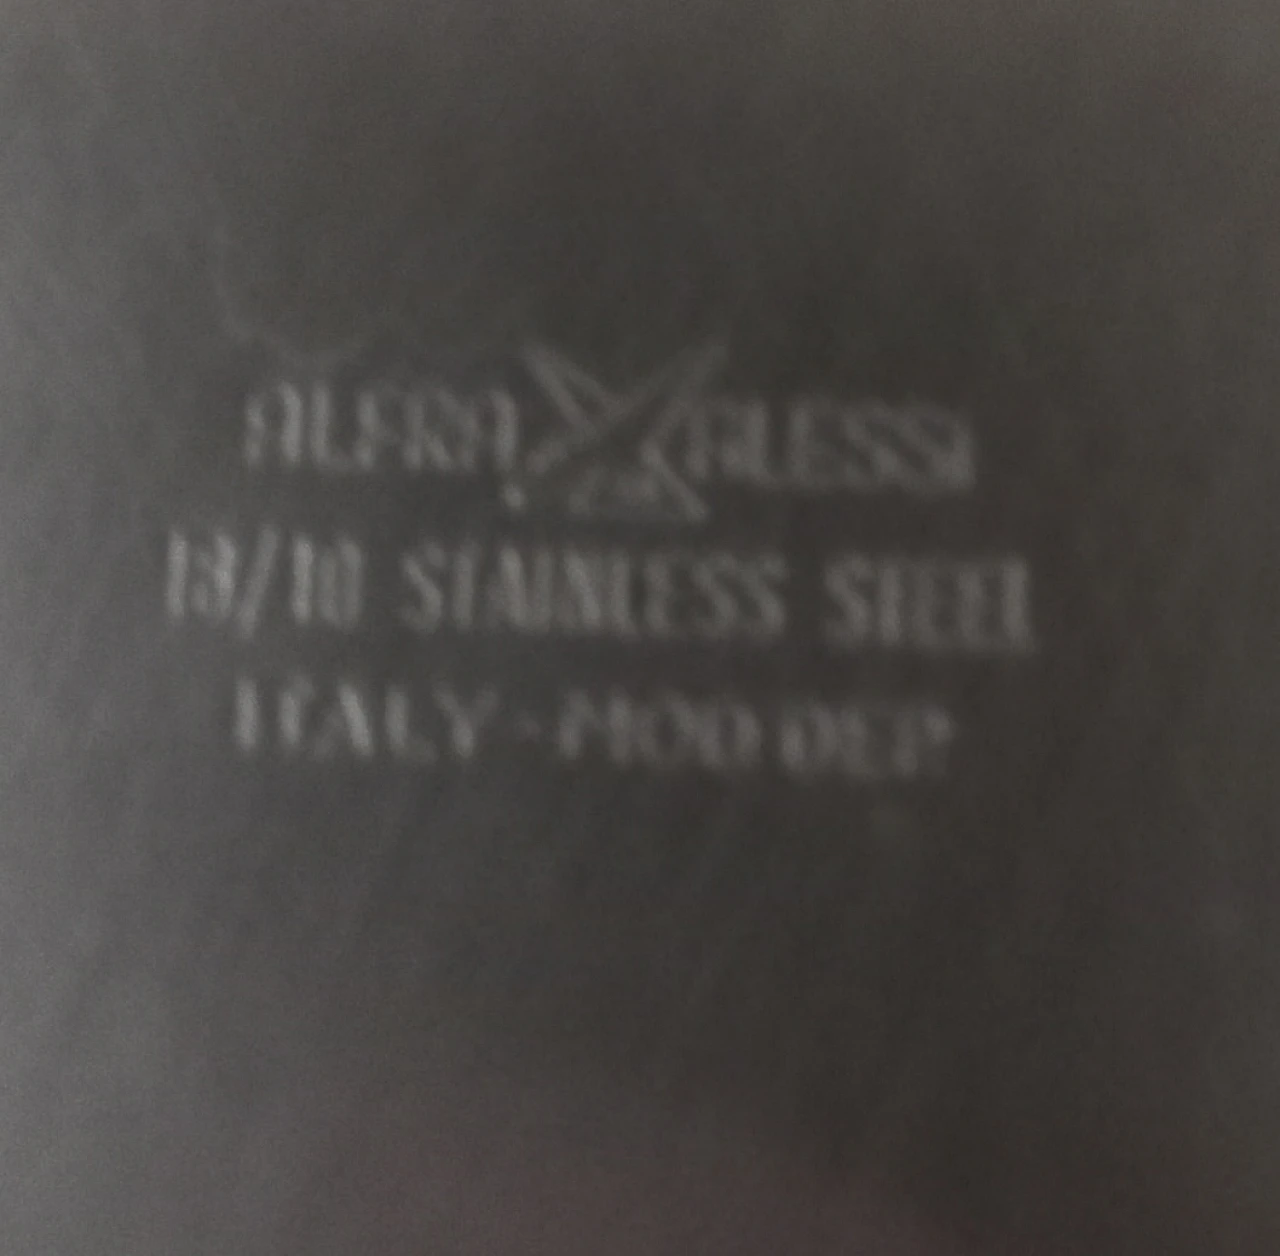 ALFRA ALESSI
18/10 STAINLESS STEEL
ITALY - MOD DEP.